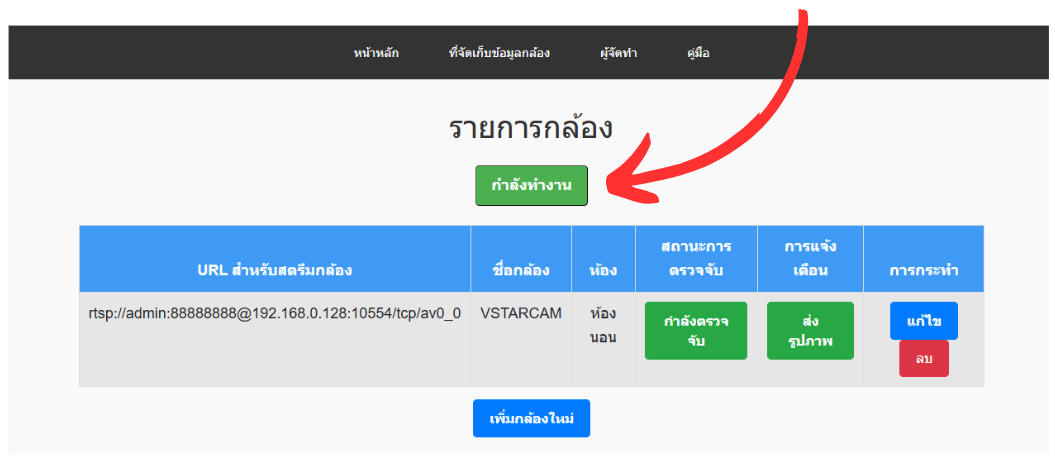 หน้าหลัก ที่จัดเก็บข้อมูลกล้อง ผู้จัดทำ คู่มือ
รายการกล้อง
กำลังทำงาน
URL สำหรับสตรีมกล้อง ชื่อกล้อง ห้อง สถานะการ การแจ้ง การกระทำ
ตรวจจับ เตือน
rtsp://admin:88888888@192.168.0.128:10554/tcp/av0_0 VSTARCAM ห้อง กำลังตรวจ ส่ง แก้ไข
นอน จับ รูปภาพ
ลบ
เพิ่มกล้องใหม่